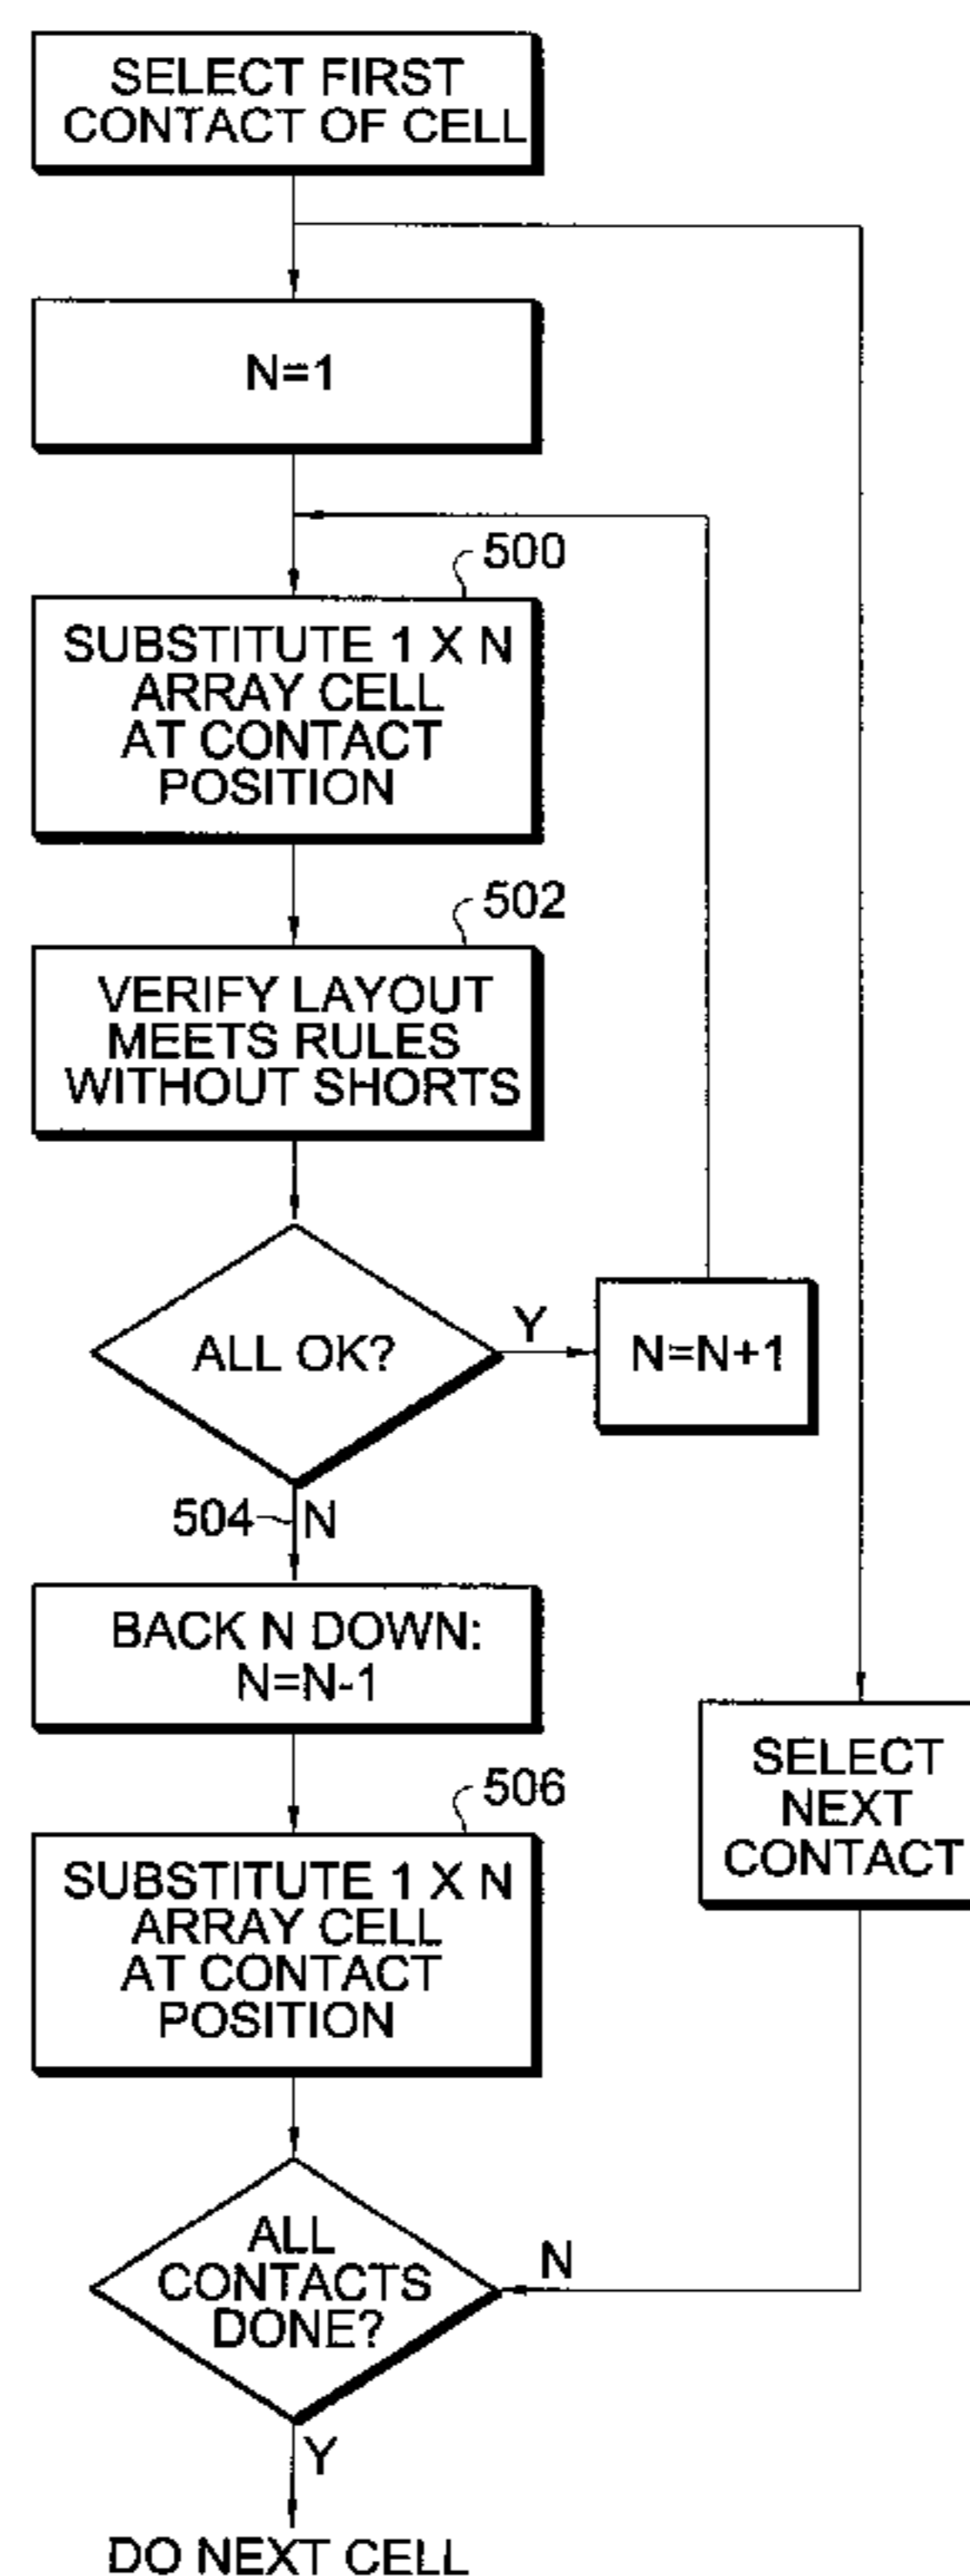 SELECT FIRST
CONTACT OF CELL
N=1
500
SUBSTITUTE 1 X N
ARRAY CELL
AT CONTACT
POSITION
502
VERIFY LAYOUT
MEETS RULES
WITHOUT SHORTS
ALL OK?
Y
N=N+1
504
N
BACK N DOWN:
N=N-1
506
SUBSTITUTE 1 X N
ARRAY CELL
AT CONTACT
POSITION
SELECT
NEXT
CONTACT
ALL
CONTACTS
DONE?
N
Y
DO NEXT CELL